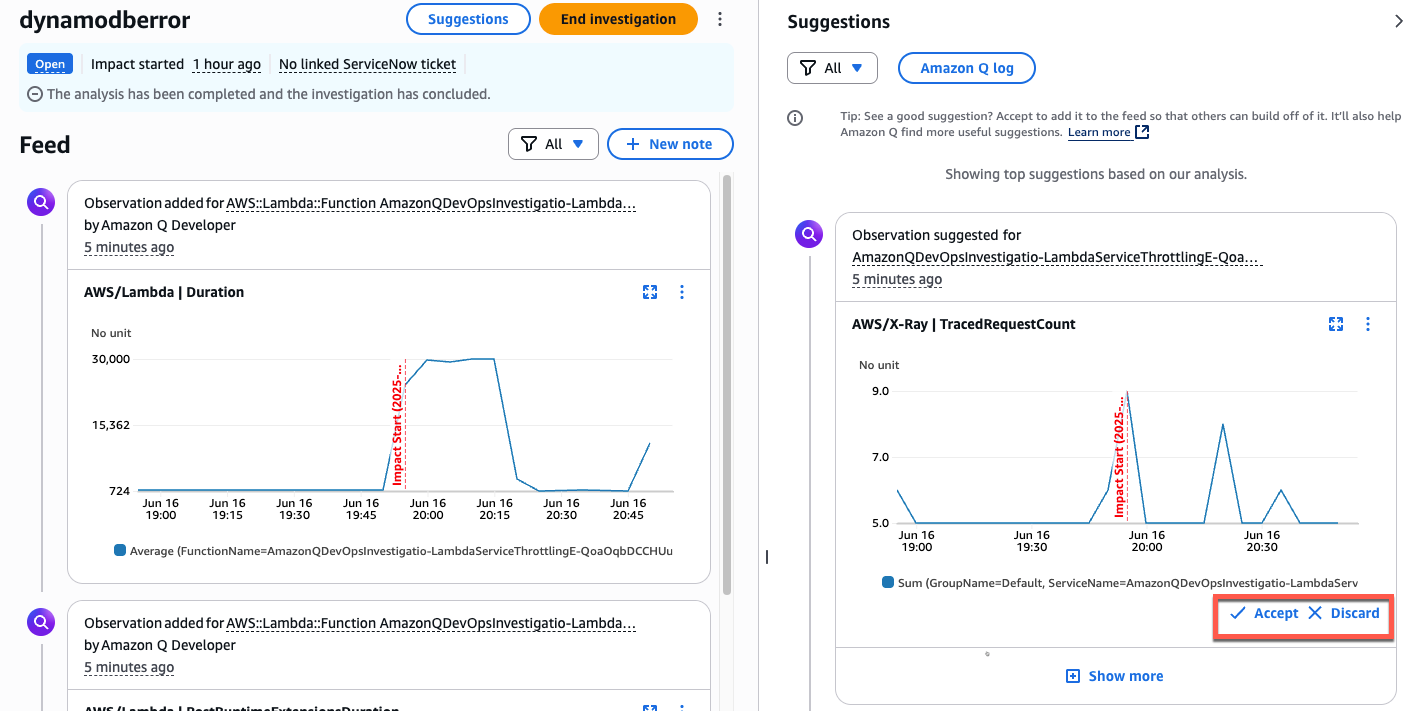 dynamodberror
Suggestions
End investigation
Open
Impact started 1 hour ago
No linked ServiceNow ticket
The analysis has been completed and the investigation has concluded.
Feed
All
New note
Observation added for AWS::Lambda::Function AmazonQDevOpsInvestigatio-Lambda...
by Amazon Q Developer
5 minutes ago
AWS/Lambda | Duration
No unit
30,000
15,362
724
Impact Start (2025-...
Jun 16 19:00
Jun 16 19:15
Jun 16 19:30
Jun 16 19:45
Jun 16 20:00
Jun 16 20:15
Jun 16 20:30
Jun 16 20:45
Average (FunctionName=AmazonQDevOpsInvestigatio-LambdaServiceThrottlingE-QoaOqbDCCHUu
Observation added for AWS::Lambda::Function AmazonQDevOpsInvestigatio-Lambda...
by Amazon Q Developer
5 minutes ago
AWS/Lambda | PostRuntimeExtensionsDuration
Suggestions
All
Amazon Q log
Tip: See a good suggestion? Accept to add it to the feed so that others can build off of it. It'll also help
Amazon Q find more useful suggestions. Learn more
Showing top suggestions based on our analysis.
Observation suggested for
AmazonQDevOpsInvestigatio-LambdaServiceThrottlingE-Qoa...
5 minutes ago
AWS/X-Ray | TracedRequestCount
No unit
9.0
7.0
5.0
Impact Start (2025-...
Jun 16 19:00
Jun 16 19:30
Jun 16 20:00
Jun 16 20:30
Sum (GroupName=Default, ServiceName=AmazonQDevOpsInvestigatio-LambdaServ
Accept
Discard
Show more